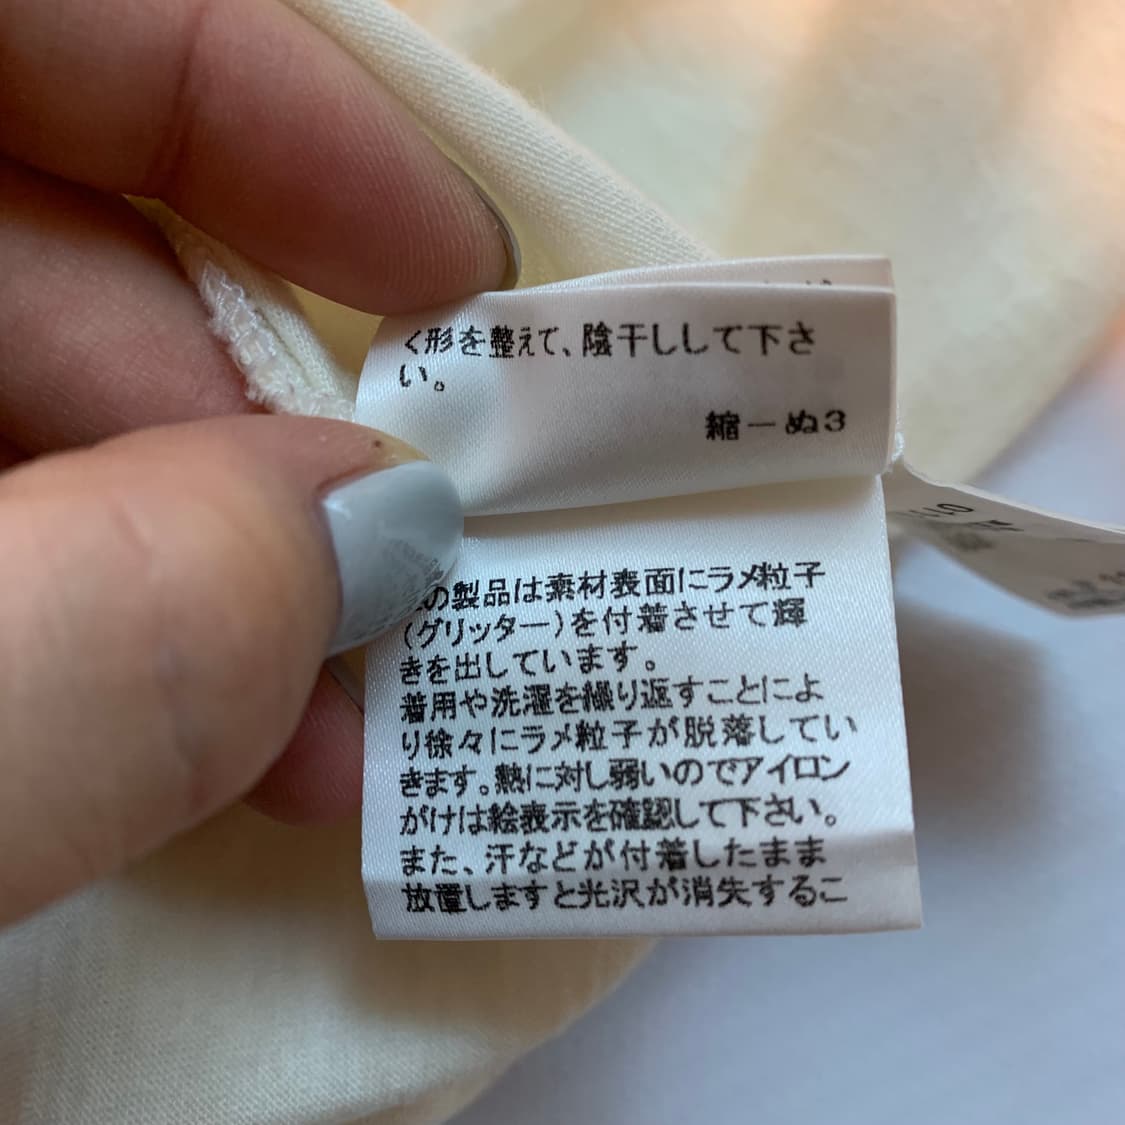 く形を整えて、陰干ししして下さ
い。
縮ーぬ3
の製品は素材表面にラメ粒子
(グリッター)を付着させて輝
きを出しています。
着用や洗濯を繰り返すことによ
り徐々にラメ粒子が脱落してい
きます。熱に対し弱いのでアイロン
がけは絵表示を確認して下さい。
また、汗などが付着したまま
放置しますと光沢が消失するこ